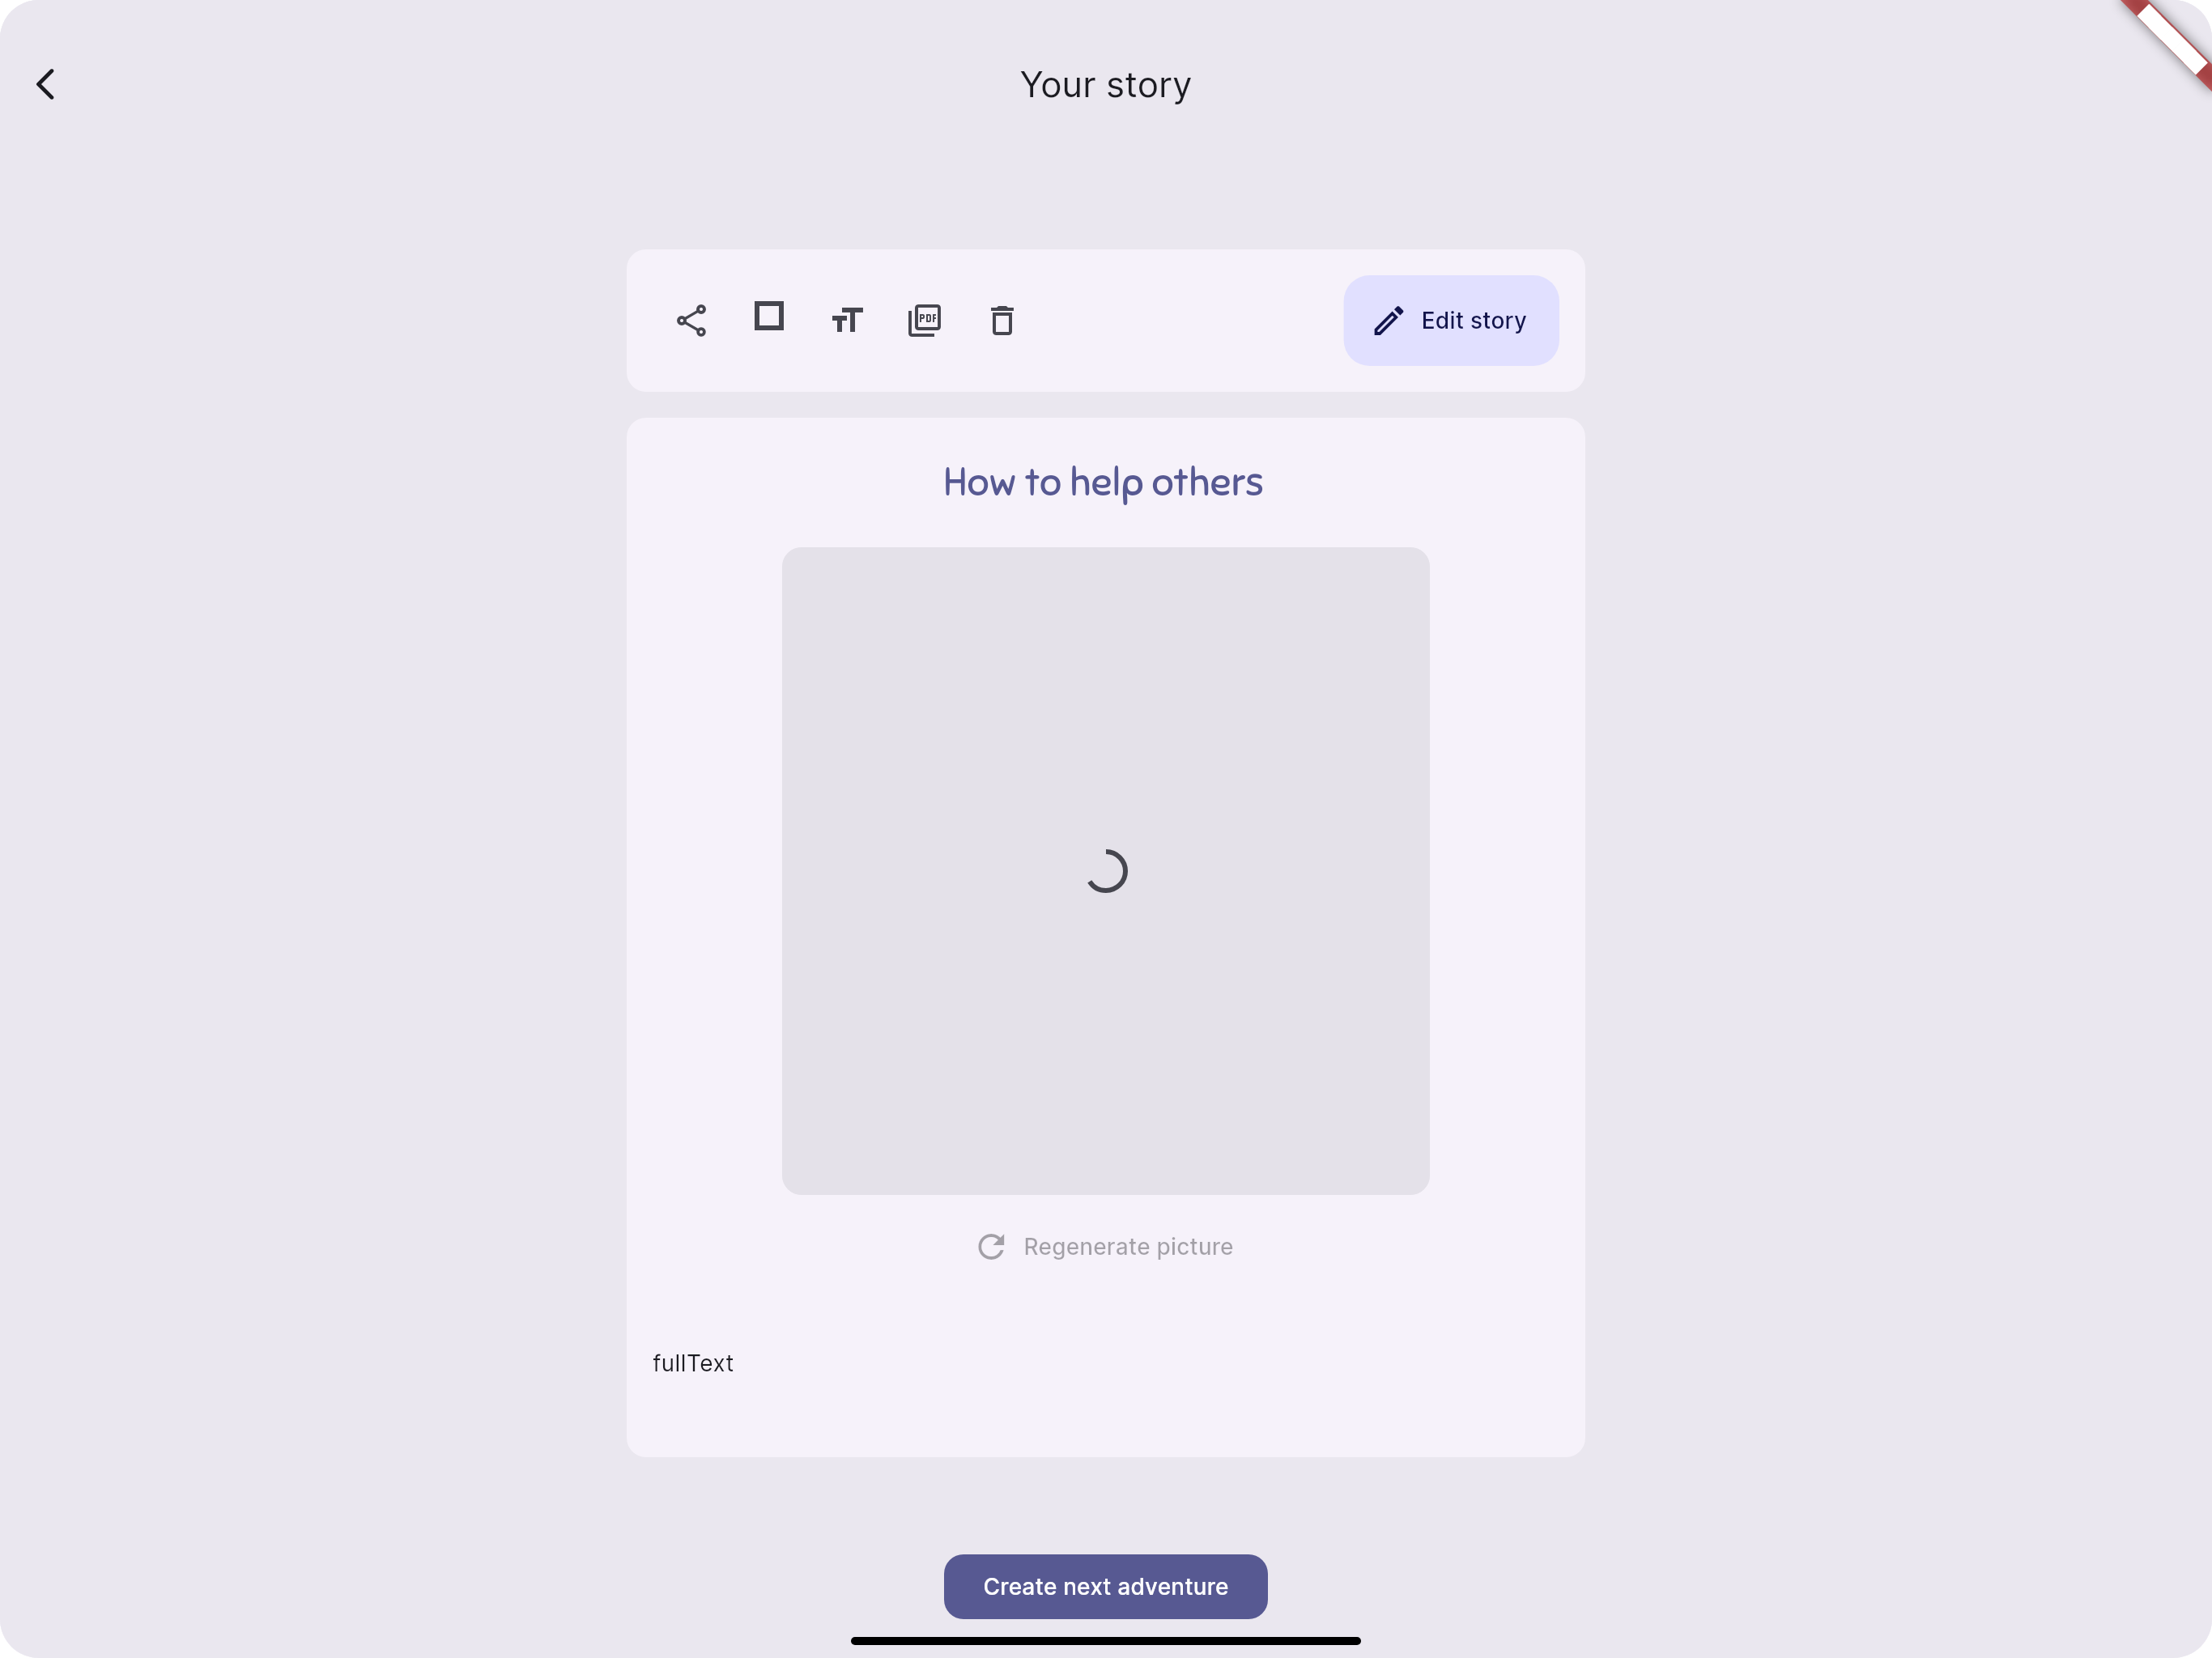 Your story
PDF
Edit story
How to help others
Regenerate picture
fullText
Create next adventure